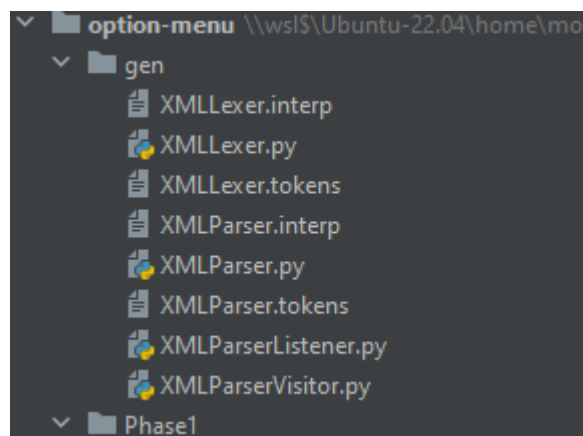 option-menu \\wsl$\Ubuntu-22.04\home\mo
gen
XMLLexer.interp
XMLLexer.py
XMLLexer.tokens
XMLParser.interp
XMLParser.py
XMLParser.tokens
XMLParserListener.py
XMLParserVisitor.py
Phase1